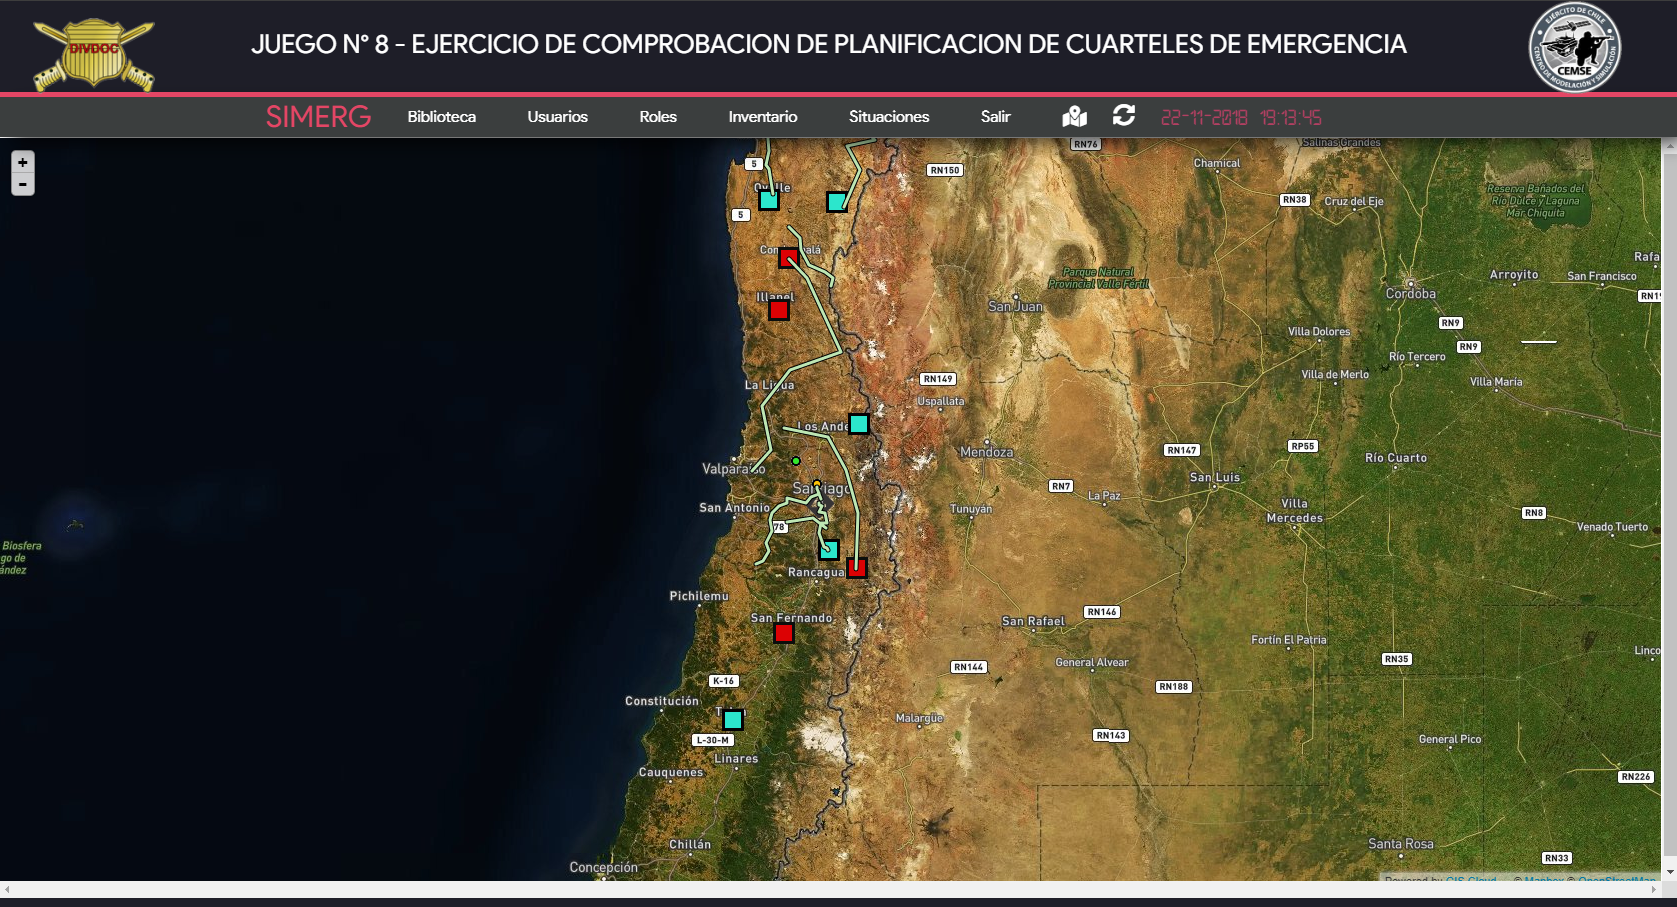 DIVDOC
JUEGO N° 8 - EJERCICIO DE COMPROBACION DE PLANIFICACION DE CUARTELES DE EMERGENCIA
EJÉRCITO DE CHILE
CEMSE
CENTRO DE MODELACIÓN Y SIMULACIÓN
SIMERG
Biblioteca
Usuarios
Roles
Inventario
Situaciones
Salir
22-11-2018 19:13:45
+
-
RN76
Salinas Grandes
5
RN150
Chamical
Reserva Bañados del
Río Dulce y Laguna
Mar Chiquita
RN38
Cruz del Eje
5
Rafa
Parque Natural
Provincial Valle Fértil
Arroyito
San Francisco
Córdoba
RN19
Illapel
San Juan
RN9
Villa Dolores
RN9
Río Tercero
Villa de Merlo
Villa María
RN149
La Ligua
Uspallata
Los Ande
Mendoza
RN147
RP55
Río Cuarto
Valparaíso
San Luis
Santiago
RN7
La Paz
San Antonio
Tunuyán
Villa
Mercedes
RN8
78
Venado Tuerto
Biosfera
go de
ández
Rancagua
Pichilemu
RN146
San Fernando
San Rafael
Fortín El Patria
Linco
RN35
RN144
General Alvear
K-16
RN188
Constitución
Malargüe
L-30-M
RN143
General Pico
Linares
Cauquenes
RN226
Chillán
Santa Rosa
RN33
Concepción
Powered by GIS Cloud © Mapbox © OpenStreetMap